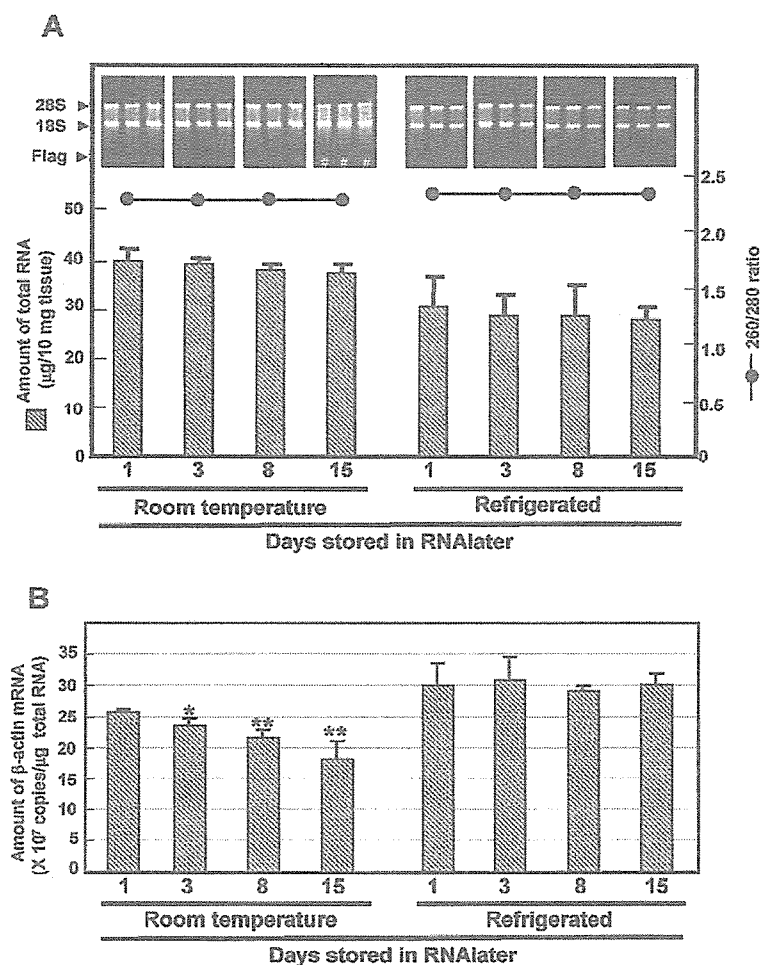 A
28S
18S
Flag
# # #
50
40
30
20
10
0
Amount of total RNA
(µg/10 mg tissue)
2.5
2.0
1.5
1.0
0.5
0
260/280 ratio
1 3 8 15 1 3 8 15
Room temperature Refrigerated
Days stored in RNAlater
B
35
30
25
20
15
10
5
0
Amount of β-actin mRNA
(X 10⁷ copies/µg total RNA)
* ** **
1 3 8 15 1 3 8 15
Room temperature Refrigerated
Days stored in RNAlater